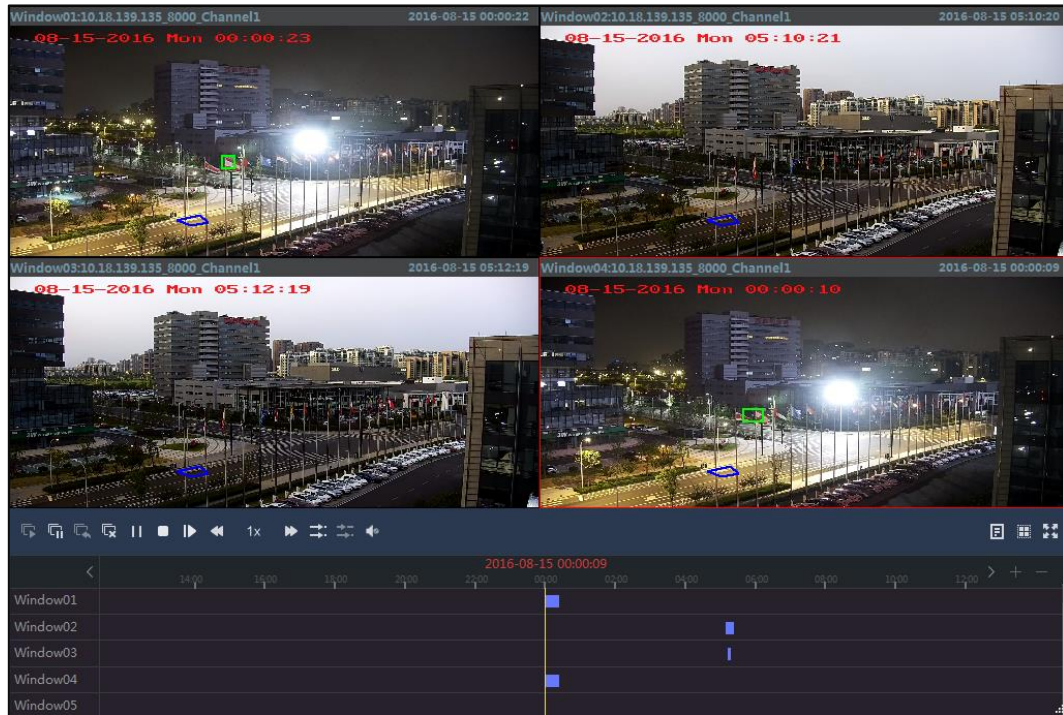 Window01:10.18.139.135_8000_Channel1 2016-08-15 00:00:22
08-15-2016 Mon 00:00:23
Window02:10.18.139.135_8000_Channel1 2016-08-15 05:10:20
08-15-2016 Mon 05:10:21
Window03:10.18.139.135_8000_Channel1 2016-08-15 05:12:19
08-15-2016 Mon 05:12:19
Window04:10.18.139.135_8000_Channel1 2016-08-15 00:00:09
08-15-2016 Mon 00:00:10
1x
2016-08-15 00:00:09
14:00 16:00 18:00 20:00 22:00 00:00 02:00 04:00 06:00 08:00 10:00 12:00
Window01
Window02
Window03
Window04
Window05